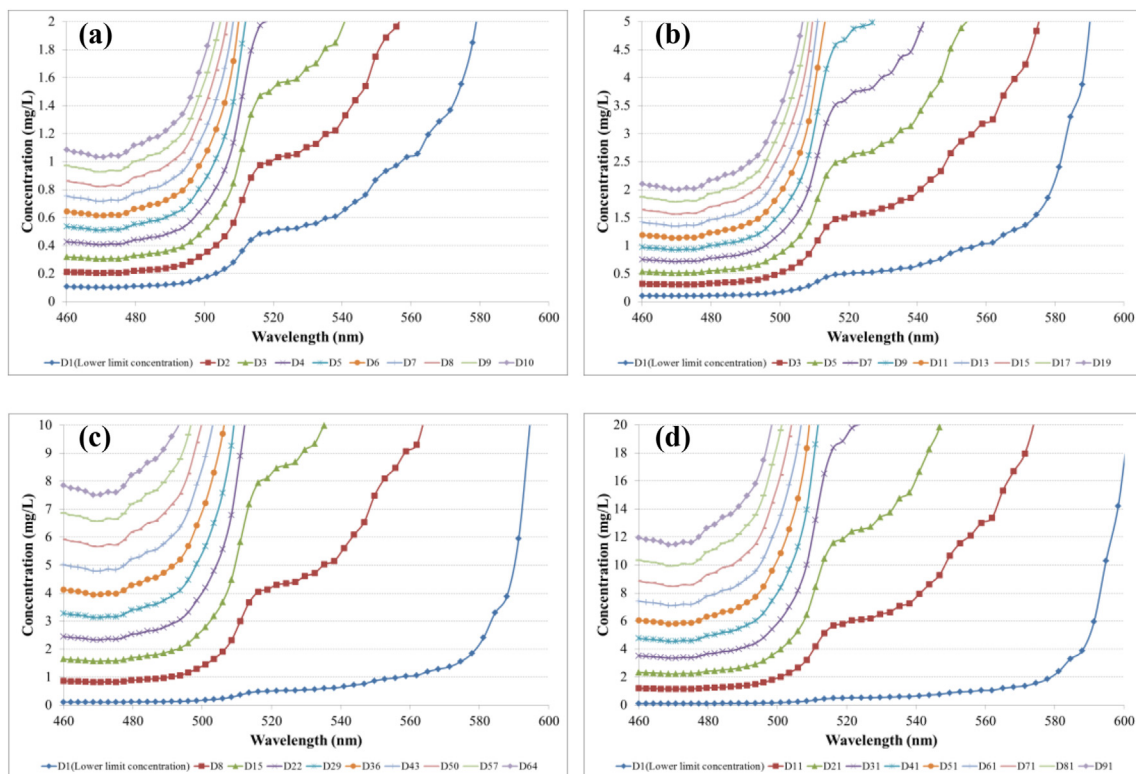 (a)
Concentration (mg/L)
2
1.8
1.6
1.4
1.2
1
0.8
0.6
0.4
0.2
0
460 480 500 520 540 560 580 600
Wavelength (nm)
D1(Lower limit concentration) D2 D3 D4 D5 D6 D7 D8 D9 D10
(b)
Concentration (mg/L)
5
4.5
4
3.5
3
2.5
2
1.5
1
0.5
0
460 480 500 520 540 560 580 600
Wavelength (nm)
D1(Lower limit concentration) D3 D5 D7 D9 D11 D13 D15 D17 D19
(c)
Concentration (mg/L)
10
9
8
7
6
5
4
3
2
1
0
460 480 500 520 540 560 580 600
Wavelength (nm)
D1(Lower limit concentration) D8 D15 D22 D29 D36 D43 D50 D57 D64
(d)
Concentration (mg/L)
20
18
16
14
12
10
8
6
4
2
0
460 480 500 520 540 560 580 600
Wavelength (nm)
D1(Lower limit concentration) D11 D21 D31 D41 D51 D61 D71 D81 D91